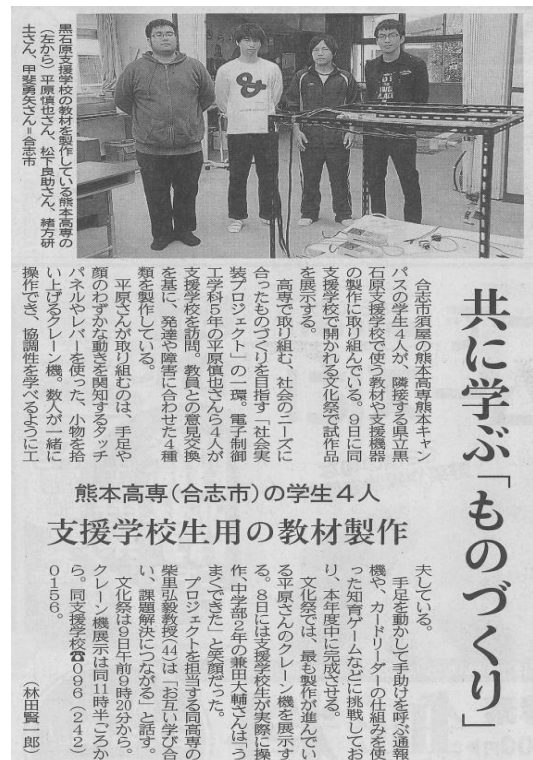 黒石原支援学校の教材を製作している熊本高専の
（左から）平原慎也さん、松下良助さん、緒方研
士さん、甲斐勇矢さん＝合志市
共に学ぶ「ものづくり」
熊本高専（合志市）の学生４人
支援学校生用の教材製作
合志市須屋の熊本高専熊本キャン
パスの学生４人が、隣接する県立黒
石原支援学校で使う教材や支援機器
の製作に取り組んでいる。９日に同
支援学校で開かれる文化祭で試作品
を展示する。
高専で取り組む、社会のニーズに
合ったものづくりを目指す「社会実
装プロジェクト」の一環。電子制御
工学科５年の平原慎也さんら４人が
支援学校を訪問。教員との意見交換
を基に、発達や障害に合わせた４種
類を製作している。
平原さんが取り組むのは、手足や
顔のわずかな動きを関知するタッチ
パネルやレバーを使った、小物を拾
い上げるクレーン機。数人が一緒に
操作でき、協調性を学べるように工
夫している。
手足を動かして手助けを呼ぶ通報
機や、カードリーダーの仕組みを使
った知育ゲームなどに挑戦してお
り、本年度中に完成させる。
文化祭では、最も製作が進んでい
る平原さんのクレーン機を展示す
る。８日には支援学校生が実際に操
作、中学部２年の兼田大輔さんは「う
まくできた」と笑顔だった。
プロジェクトを担当する同高専の
柴里弘毅教授（44）は「お互い学び合
い、課題解決につながる」と話す。
文化祭は９日午前９時20分から。
クレーン機展示は同11時半ごろか
ら。同支援学校☎０９６（２４２）
０１５６。
（林田賢一郎）